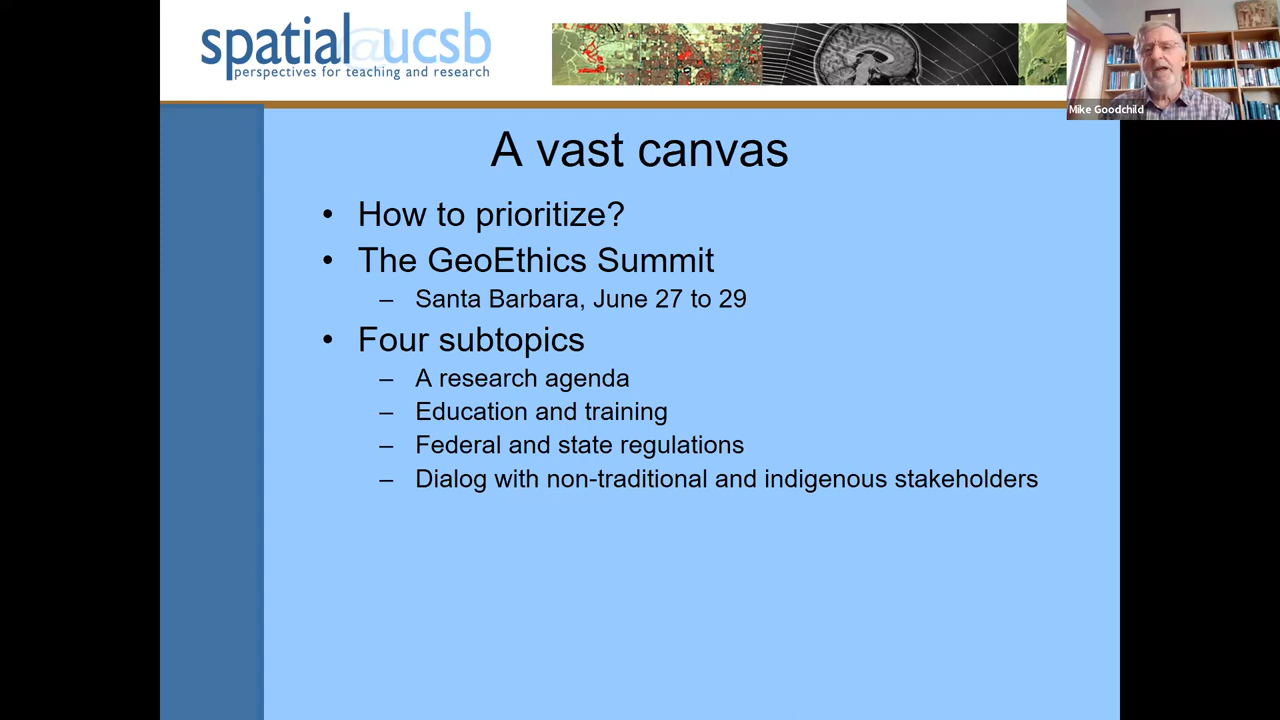 spatial@ucsb
perspectives for teaching and research
Mike Goodchild
A vast canvas
• How to prioritize?
• The GeoEthics Summit
– Santa Barbara, June 27 to 29
• Four subtopics
– A research agenda
– Education and training
– Federal and state regulations
– Dialog with non-traditional and indigenous stakeholders